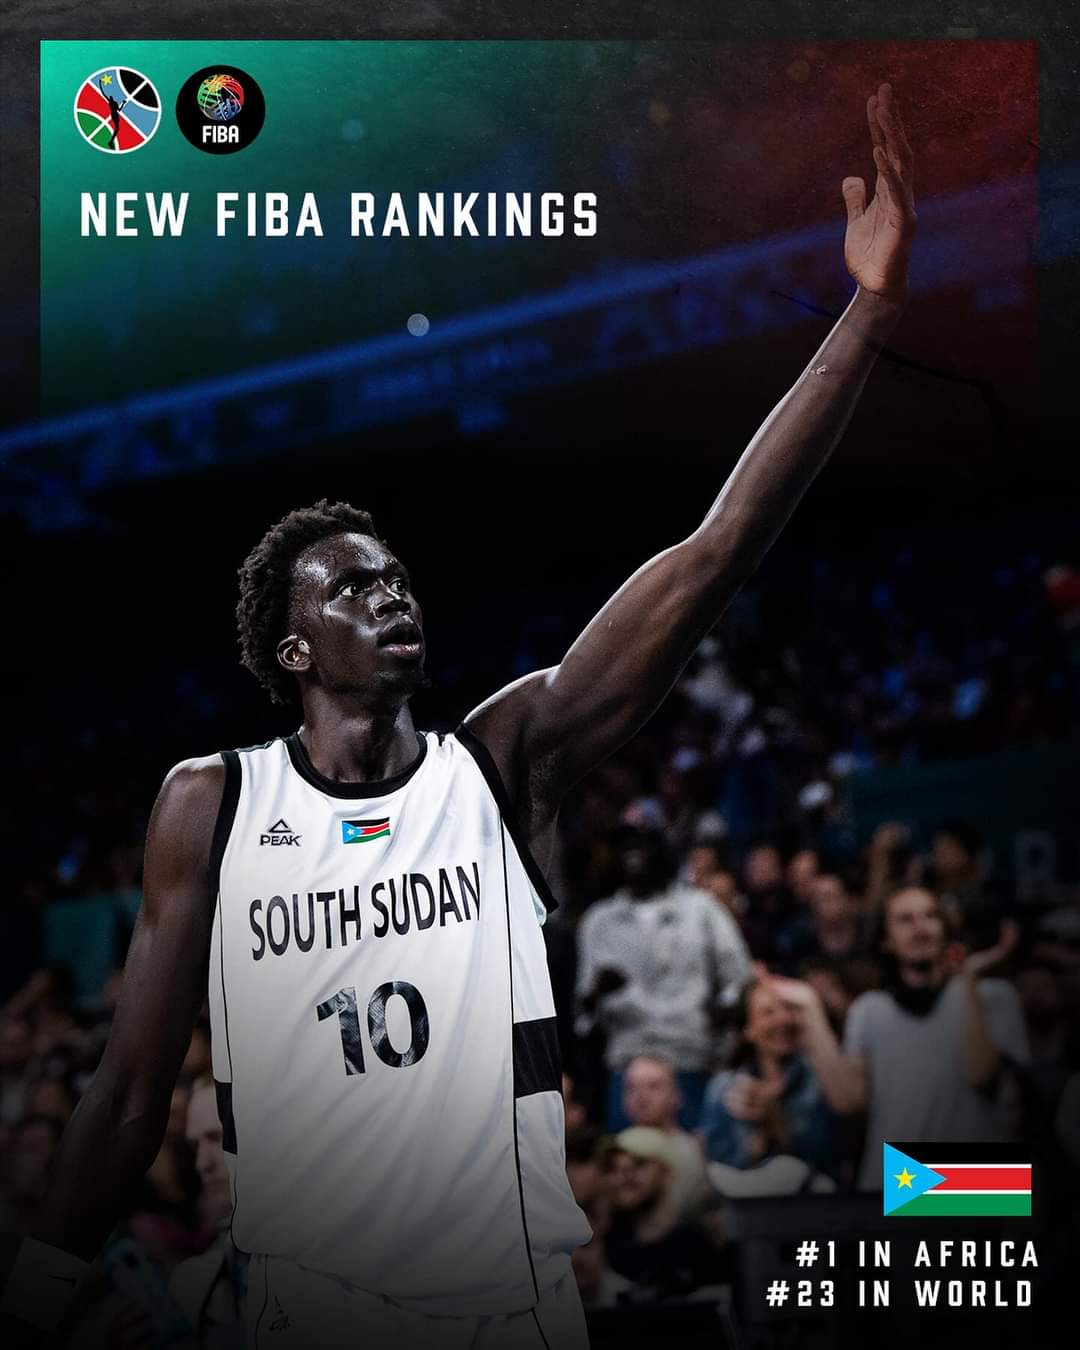 FIBA
NEW FIBA RANKINGS
PEAK
SOUTH SUDAN
10
#1 IN AFRICA
#23 IN WORLD